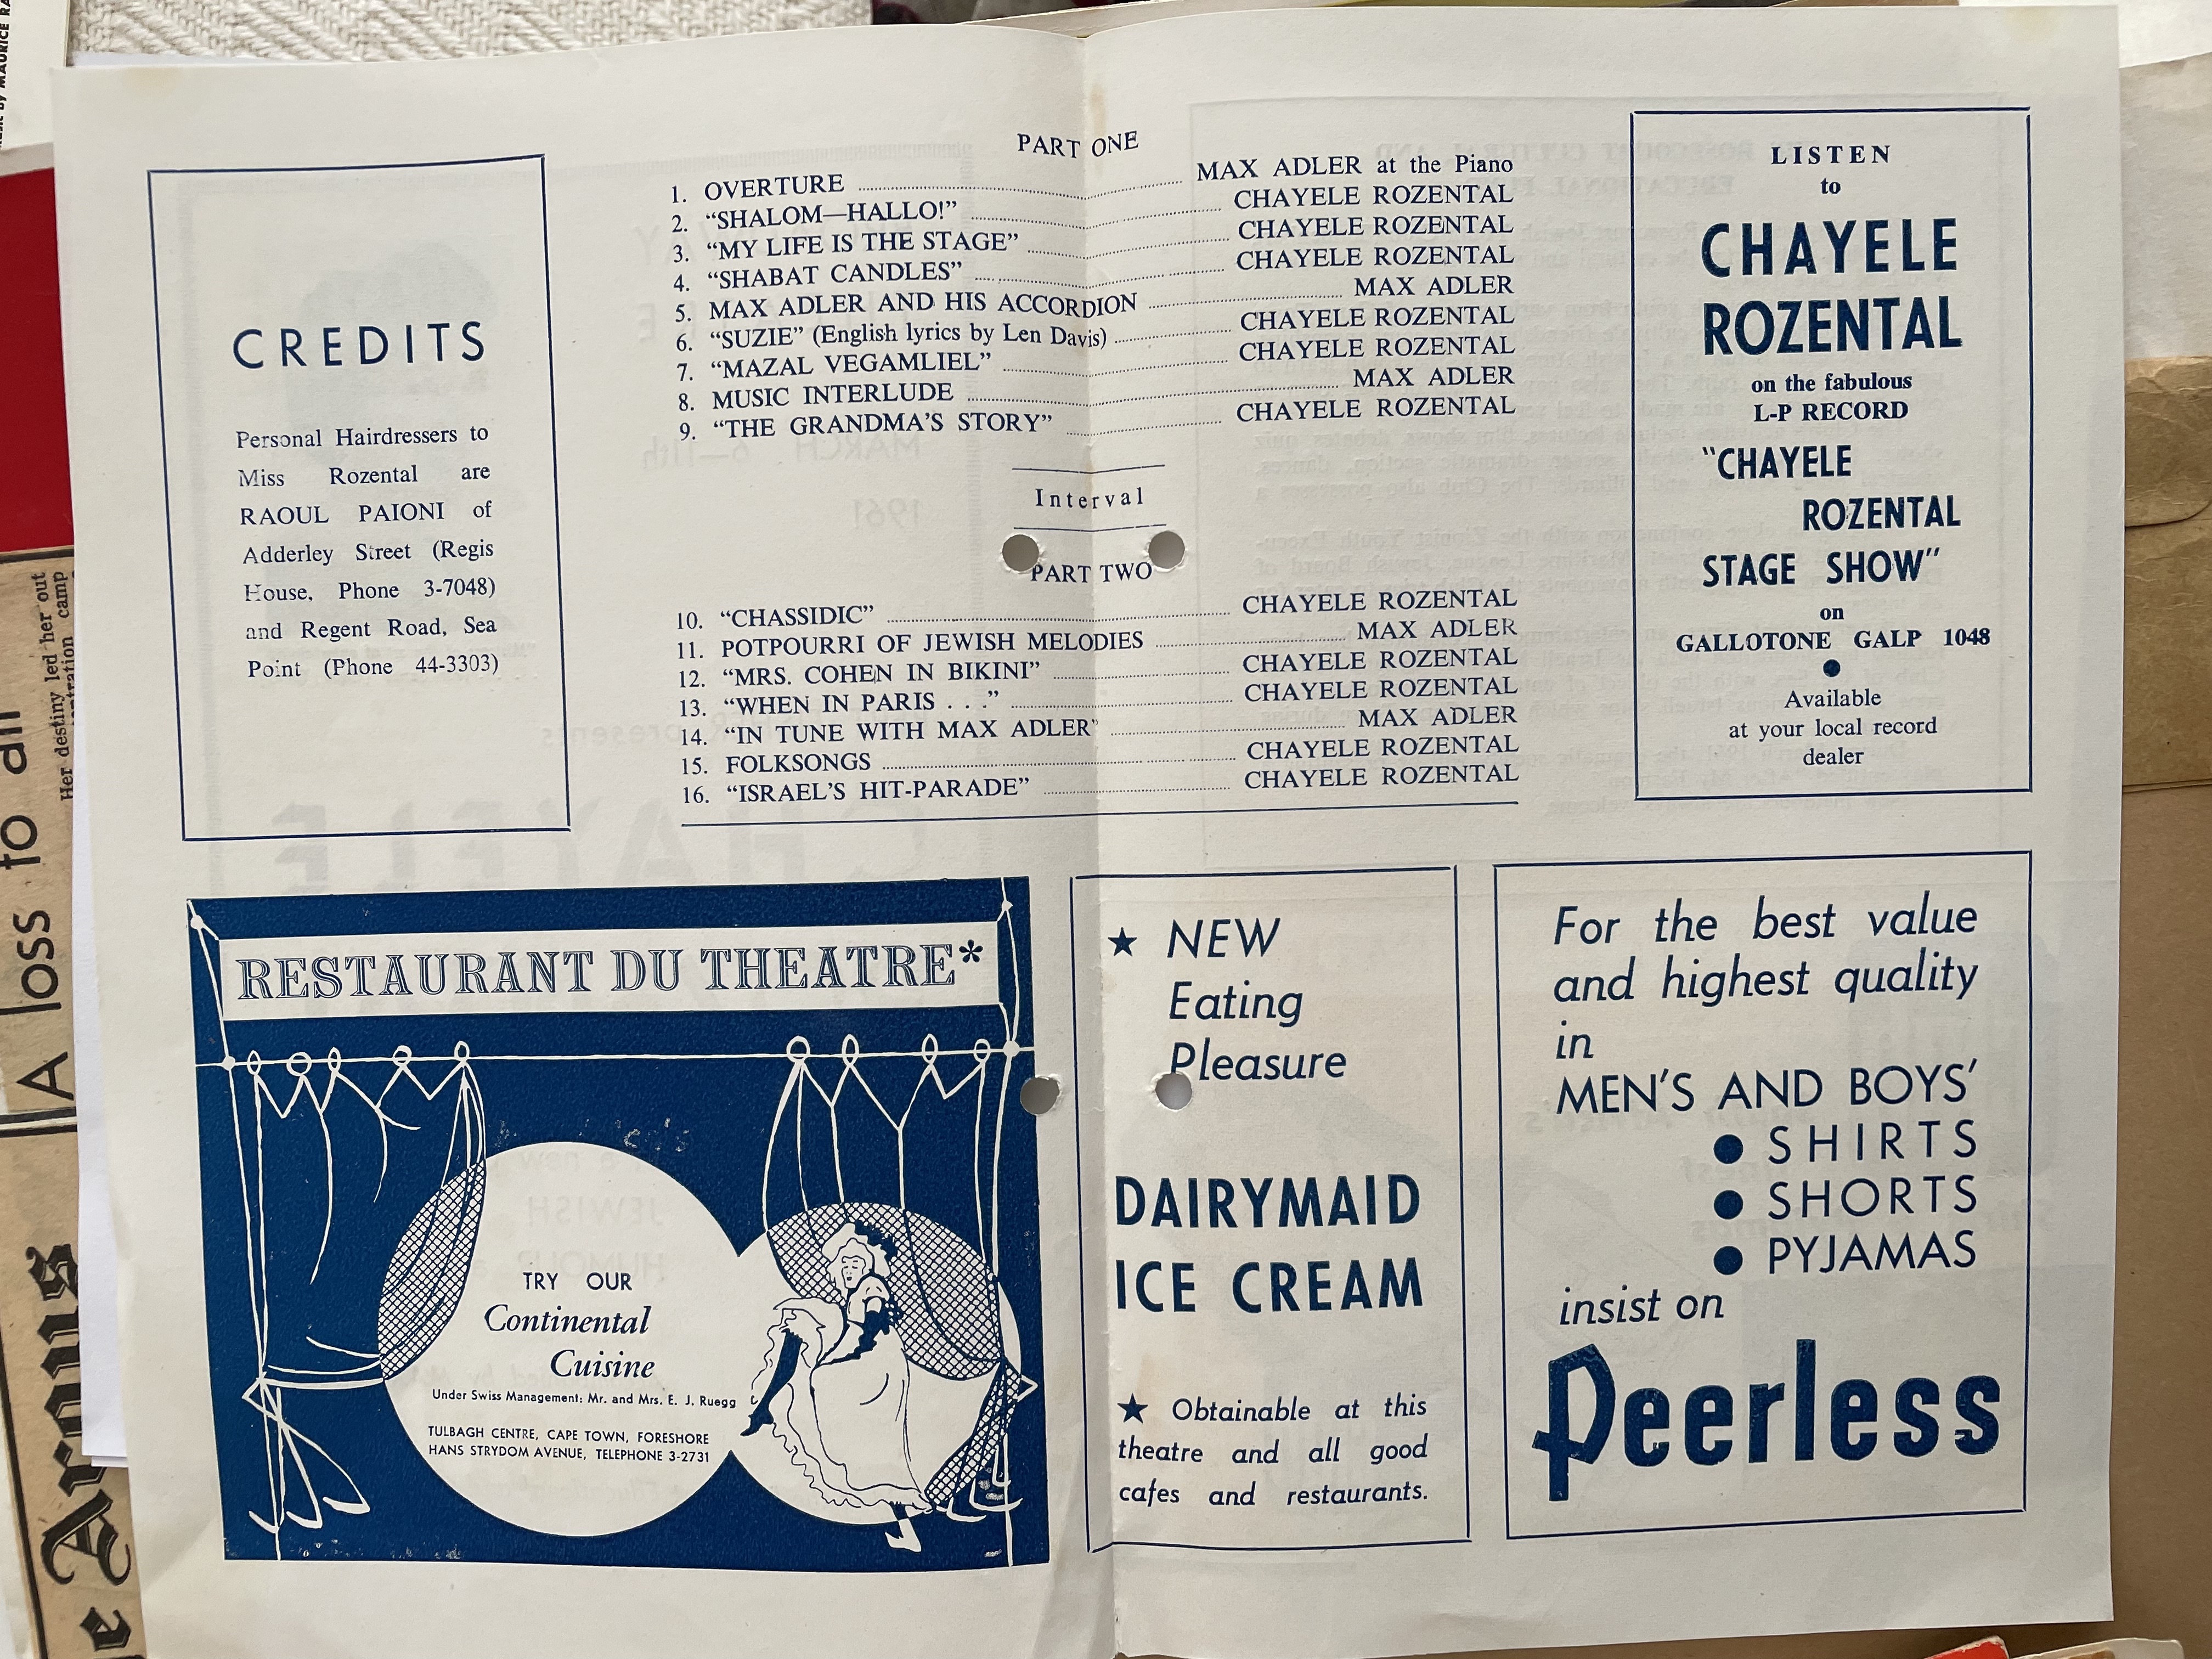 PART ONE
1. OVERTURE ........ MAX ADLER at the Piano
2. “SHALOM—HALLO!” ........ CHAYELE ROZENTAL
3. “MY LIFE IS THE STAGE” ........ CHAYELE ROZENTAL
4. “SHABAT CANDLES” ........ CHAYELE ROZENTAL
5. MAX ADLER AND HIS ACCORDION ........ MAX ADLER
6. “SUZIE” (English lyrics by Len Davis) ........ CHAYELE ROZENTAL
7. “MAZAL VEGAMLIEL” ........ CHAYELE ROZENTAL
8. MUSIC INTERLUDE ........ MAX ADLER
9. “THE GRANDMA'S STORY” ........ CHAYELE ROZENTAL
Interval
PART TWO
10. “CHASSIDIC” ........ CHAYELE ROZENTAL
11. POTPOURRI OF JEWISH MELODIES ........ MAX ADLER
12. “MRS. COHEN IN BIKINI” ........ CHAYELE ROZENTAL
13. “WHEN IN PARIS . . .” ........ CHAYELE ROZENTAL
14. “IN TUNE WITH MAX ADLER” ........ MAX ADLER
15. FOLKSONGS ........ CHAYELE ROZENTAL
16. “ISRAEL'S HIT-PARADE” ........ CHAYELE ROZENTAL
CREDITS
Personal Hairdressers to
Miss Rozental are
RAOUL PAIONI of
Adderley Street (Regis
House, Phone 3-7048)
and Regent Road, Sea
Point (Phone 44-3303)
LISTEN
to
CHAYELE
ROZENTAL
on the fabulous
L-P RECORD
"CHAYELE
ROZENTAL
STAGE SHOW"
on
GALLOTONE GALP 1048
Available
at your local record
dealer
RESTAURANT DU THEATRE*
TRY OUR
Continental
Cuisine
Under Swiss Management: Mr. and Mrs. E. J. Ruegg
TULBAGH CENTRE, CAPE TOWN, FORESHORE
HANS STRYDOM AVENUE, TELEPHONE 3-2731
★ NEW
Eating
Pleasure
DAIRYMAID
ICE CREAM
★ Obtainable at this
theatre and all good
cafes and restaurants.
For the best value
and highest quality
in
MEN'S AND BOYS'
● SHIRTS
● SHORTS
● PYJAMAS
insist on
Peerless
A loss to all
Her destiny led her out
camp